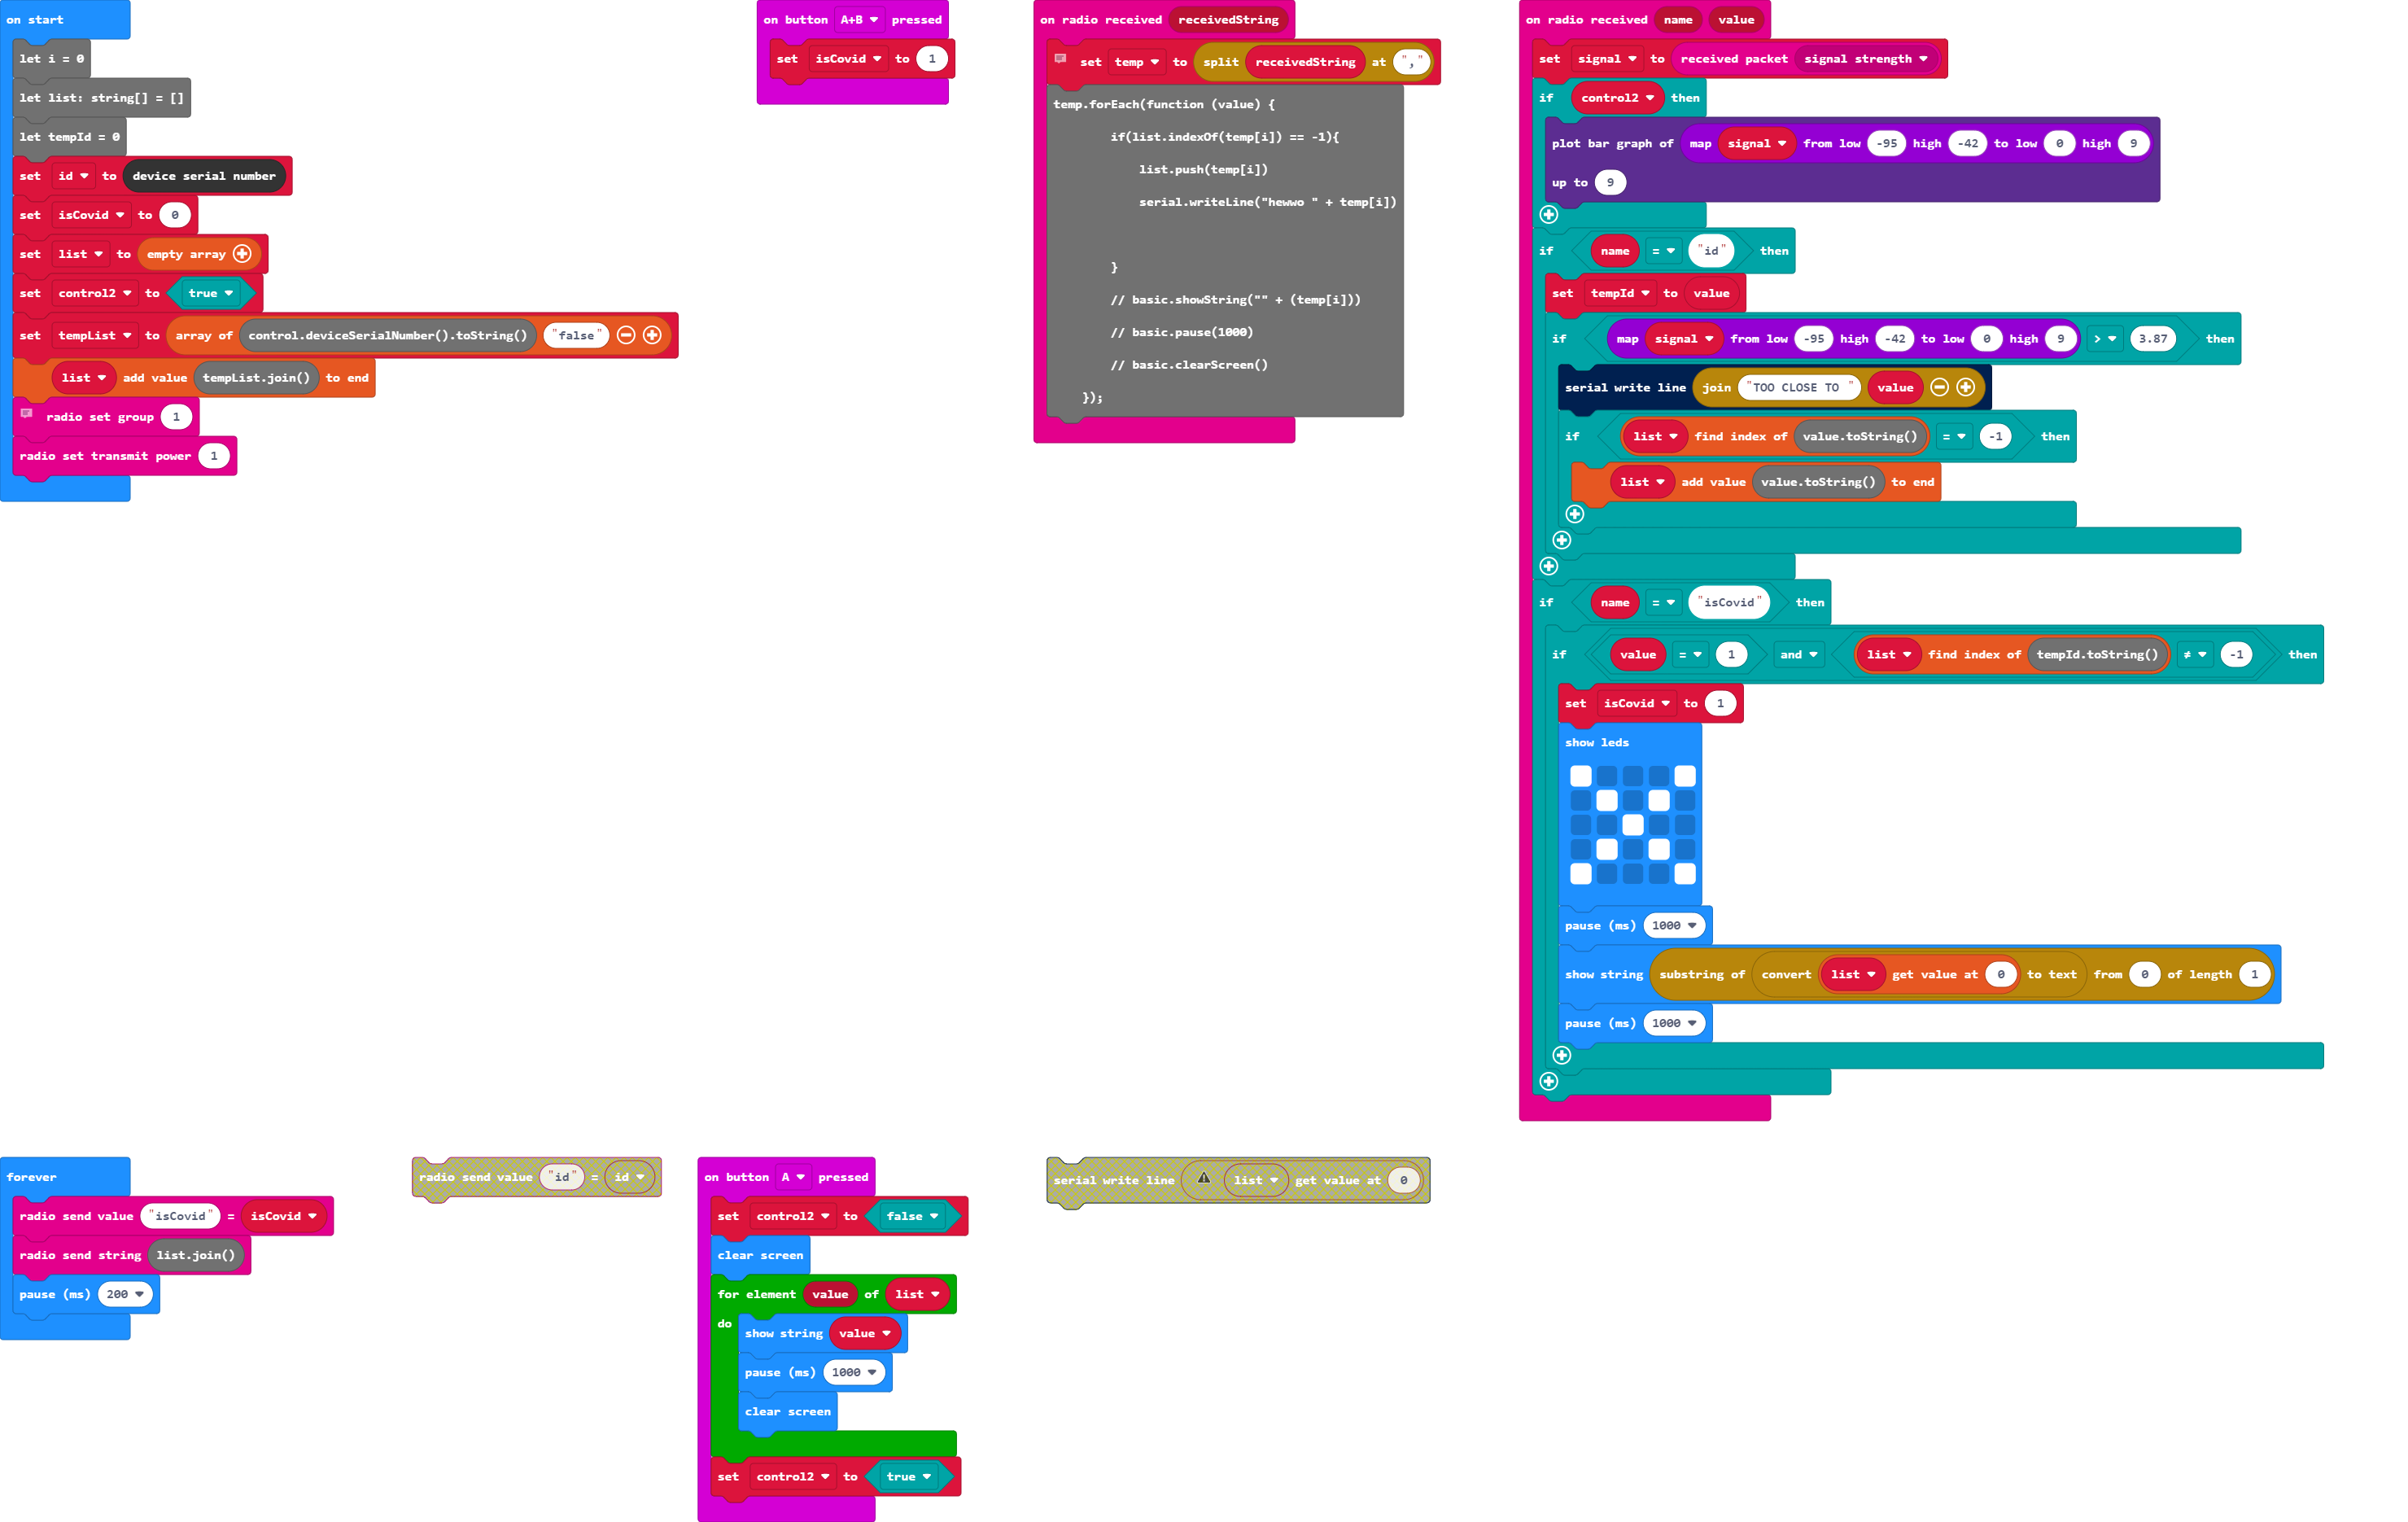 on start
let i = 0
let list: string[] = []
let tempId = 0
set id to device serial number
set isCovid to 0
set list to empty array
set control2 to true
set tempList to array of control.deviceSerialNumber().toString() "false"
list add value tempList.join() to end
radio set group 1
radio set transmit power 1
on button A+B pressed
set isCovid to 1
on radio received receivedString
set temp to split receivedString at ","
temp.forEach(function (value) {
if(list.indexOf(temp[i]) == -1){
list.push(temp[i])
serial.writeLine("hewwo " + temp[i])
}
// basic.showString("" + (temp[i]))
// basic.pause(1000)
// basic.clearScreen()
});
on radio received name value
set signal to received packet signal strength
if control2 then
plot bar graph of map signal from low -95 high -42 to low 0 high 9
up to 9
if name = "id" then
set tempId to value
if map signal from low -95 high -42 to low 0 high 9 > 3.87 then
serial write line join "TOO CLOSE TO " value
if list find index of value.toString() = -1 then
list add value value.toString() to end
if name = "isCovid" then
if value = 1 and list find index of tempId.toString() ≠ -1 then
set isCovid to 1
show leds
pause (ms) 1000
show string substring of convert list get value at 0 to text from 0 of length 1
pause (ms) 1000
forever
radio send value "isCovid" = isCovid
radio send string list.join()
pause (ms) 200
radio send value "id" = id
on button A pressed
set control2 to false
clear screen
for element value of list
do
show string value
pause (ms) 1000
clear screen
set control2 to true
serial write line list get value at 0